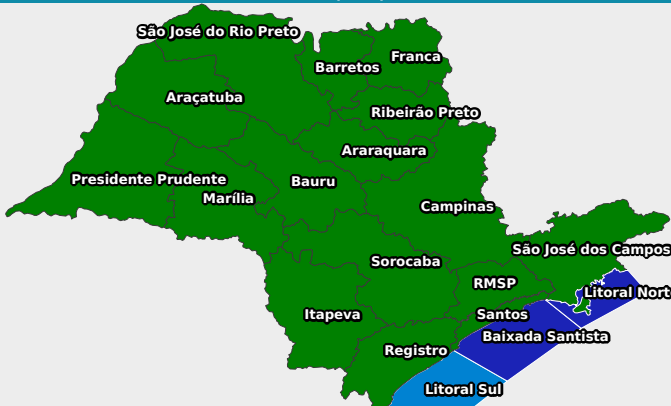 São José do Rio Preto
Franca
Barretos
Araçatuba
Ribeirão Preto
Araraquara
Presidente Prudente
Bauru
Marília
Campinas
São José dos Campos
Sorocaba
RMSP
Litoral Nort
Itapeva
Santos
Baixada Santista
Registro
Litoral Sul